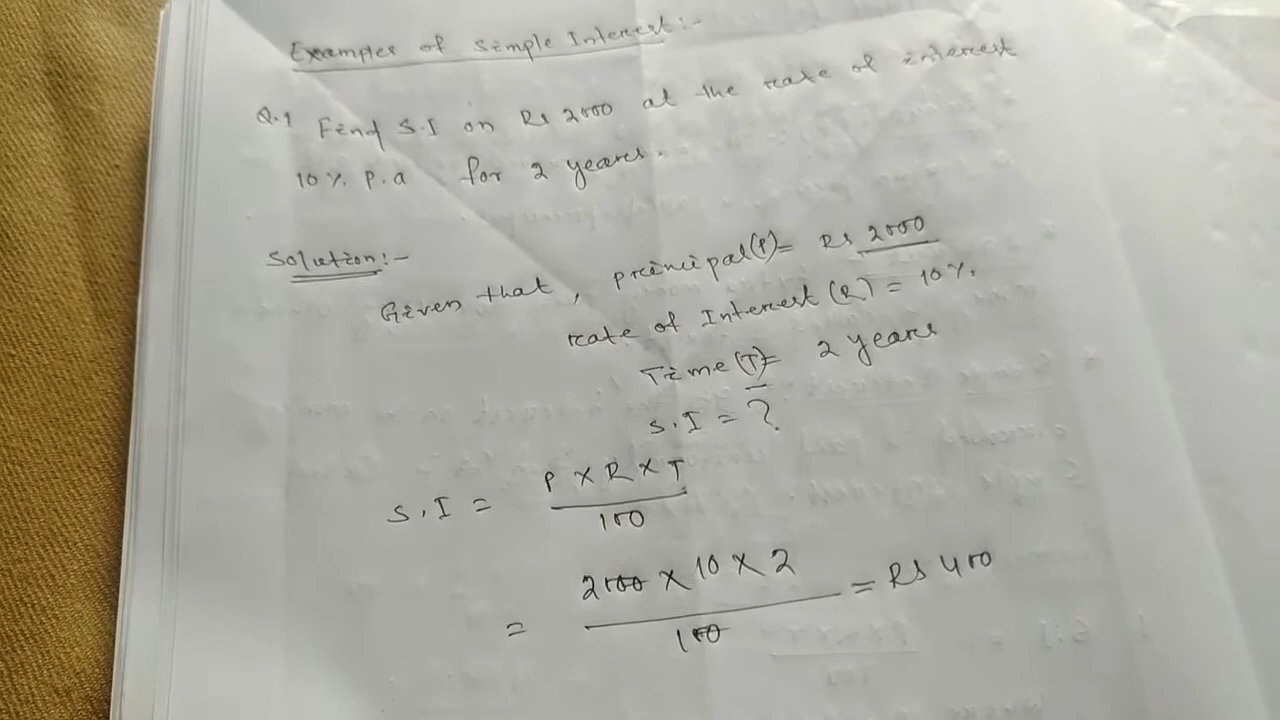 Examples of Simple Interest:-
Q.1 Find S.I on Rs 2000 at the rate of interest
10 %. P.a for 2 years.
Solution:-
Given that, principal(P)= Rs 2000
rate of Interest (R) = 10 %.
Time (T)= 2 years
S.I = ?
S.I = P X R X T
100
= 2000 X 10 X 2 = Rs 400
100